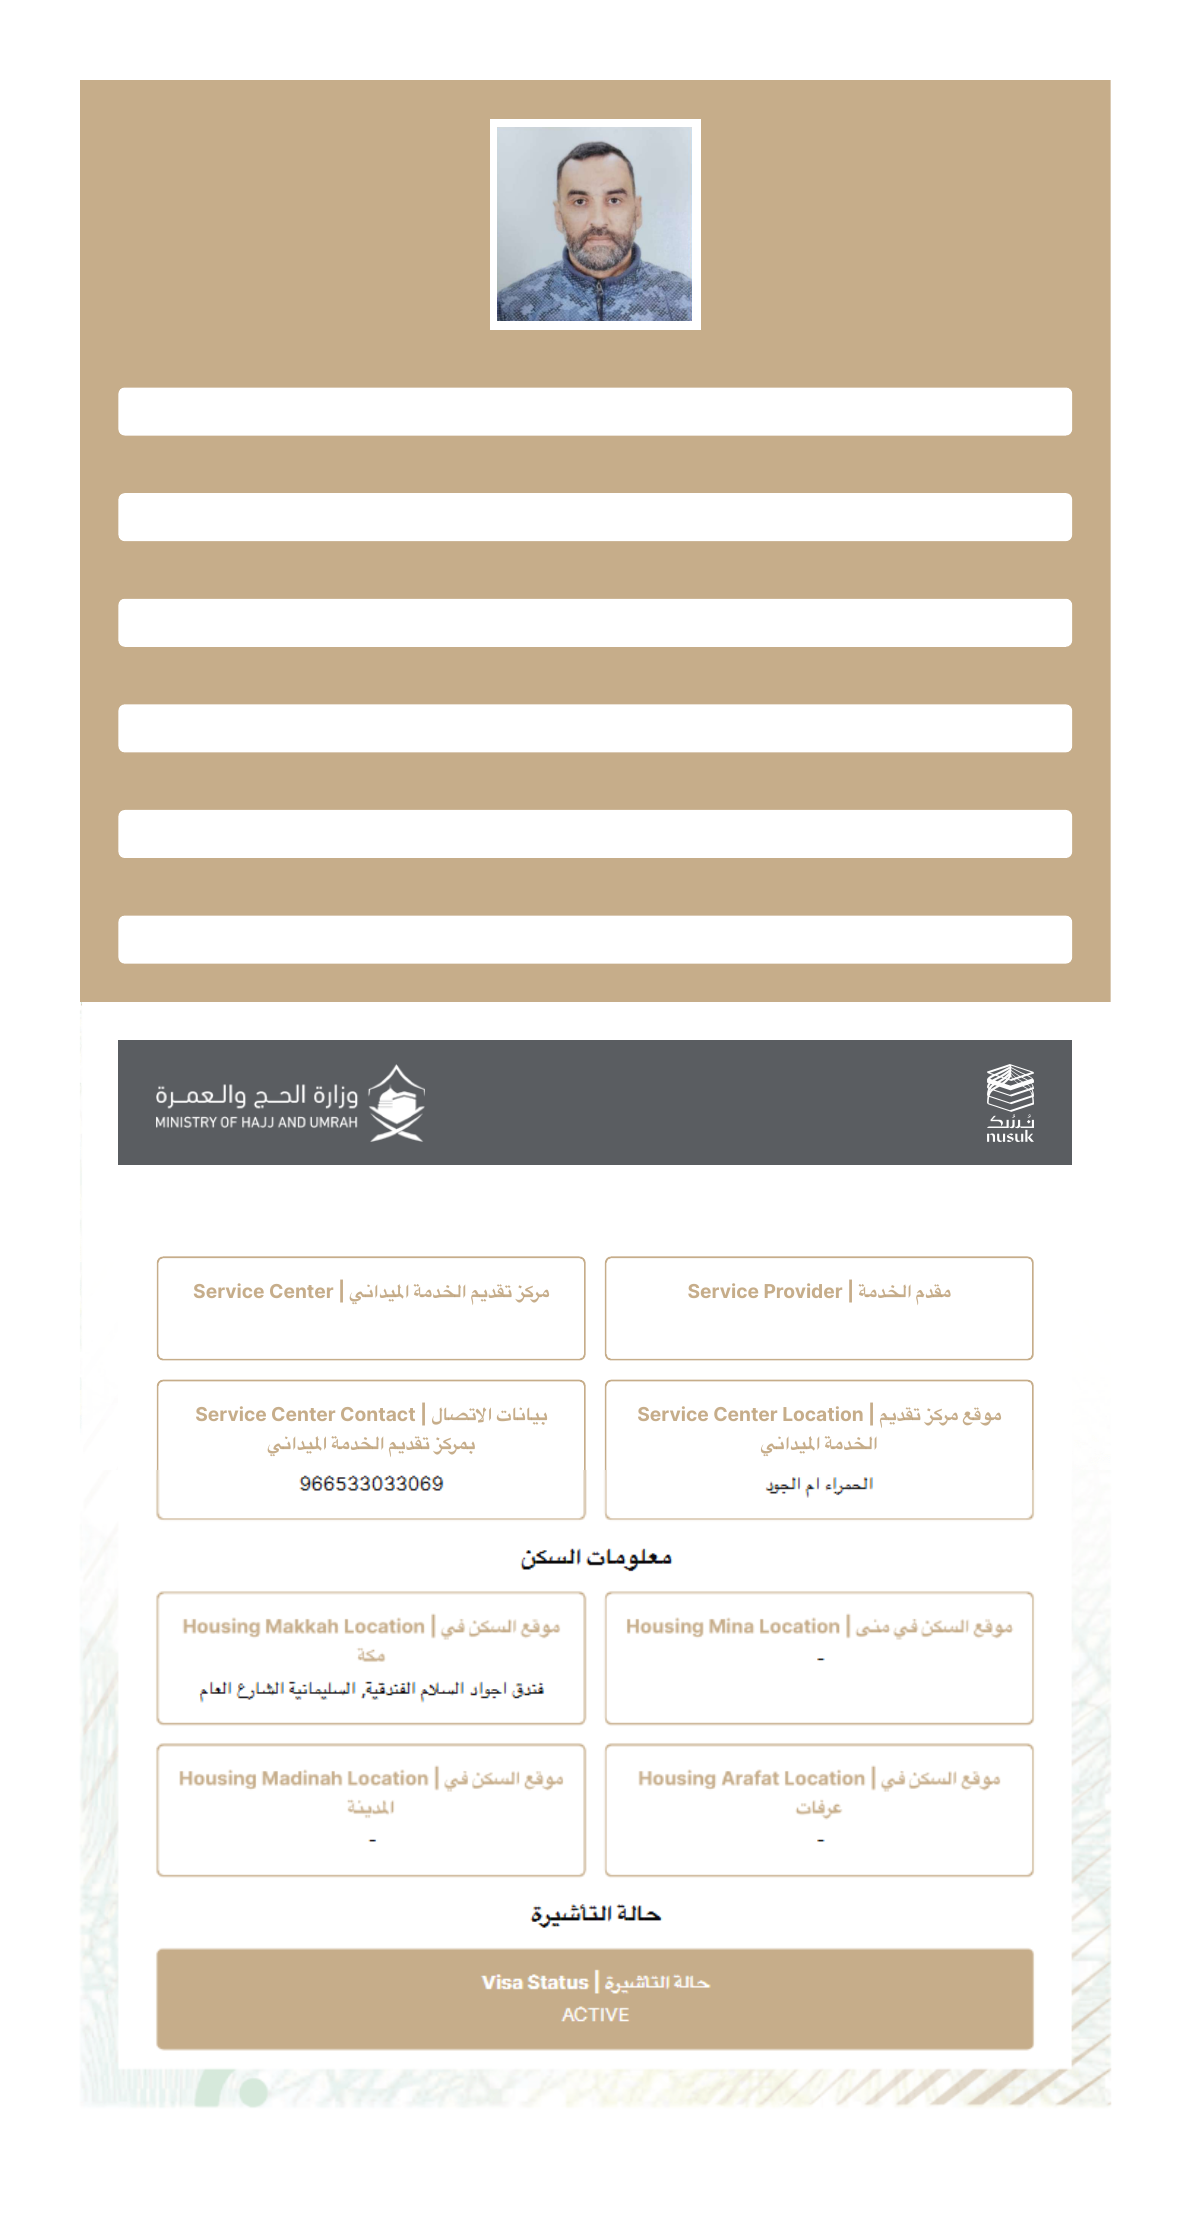 وزارة الحـج والـعمـرة
MINISTRY OF HAJJ AND UMRAH
نُسُك
nusuk
مقدم الخدمة | Service Provider
مركز تقديم الخدمة الميداني | Service Center
موقع مركز تقديم | Service Center Location
الخدمة الميداني
الحمراء ام الجود
بيانات الاتصال | Service Center Contact
بمركز تقديم الخدمة الميداني
966533033069
معلومات السكن
موقع السكن في منى | Housing Mina Location
-
موقع السكن في | Housing Makkah Location
مكة
فندق اجواد السلام الفندقية, السليمانية الشارع العام
موقع السكن في | Housing Arafat Location
عرفات
-
موقع السكن في | Housing Madinah Location
المدينة
-
حالة التأشيرة
حالة التأشيرة | Visa Status
ACTIVE